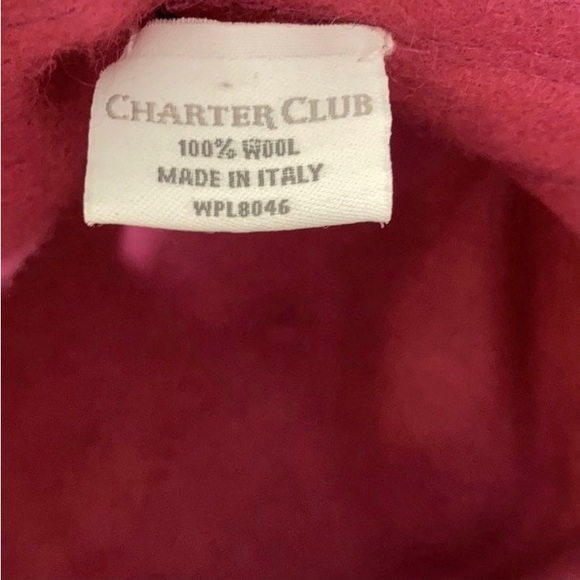 CHARTER CLUB
100% WOOL
MADE IN ITALY
WPL8046